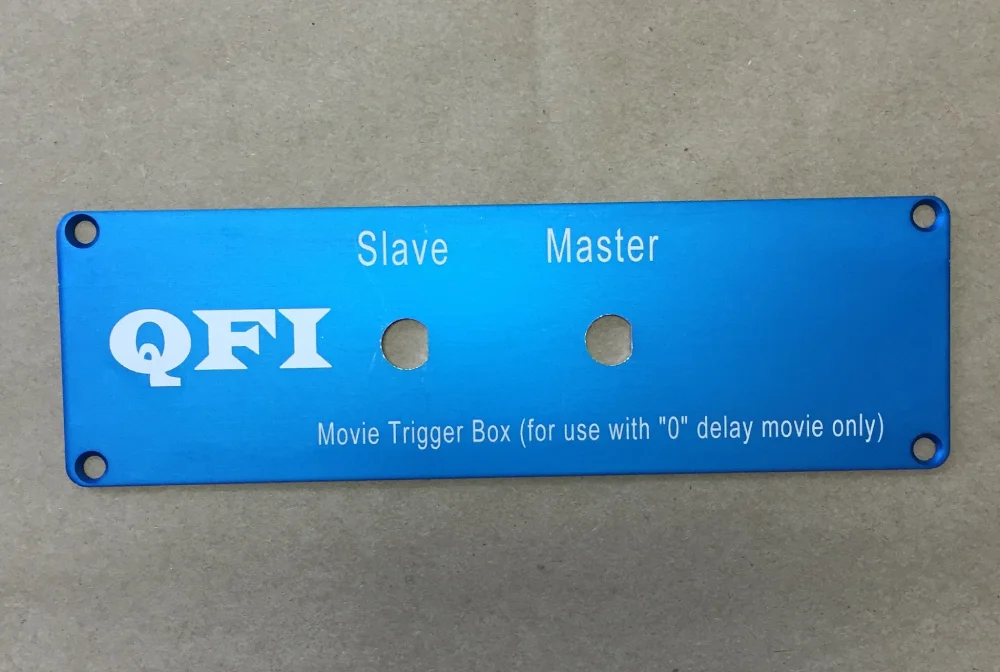 Slave Master
QFI
Movie Trigger Box (for use with "0" delay movie only)